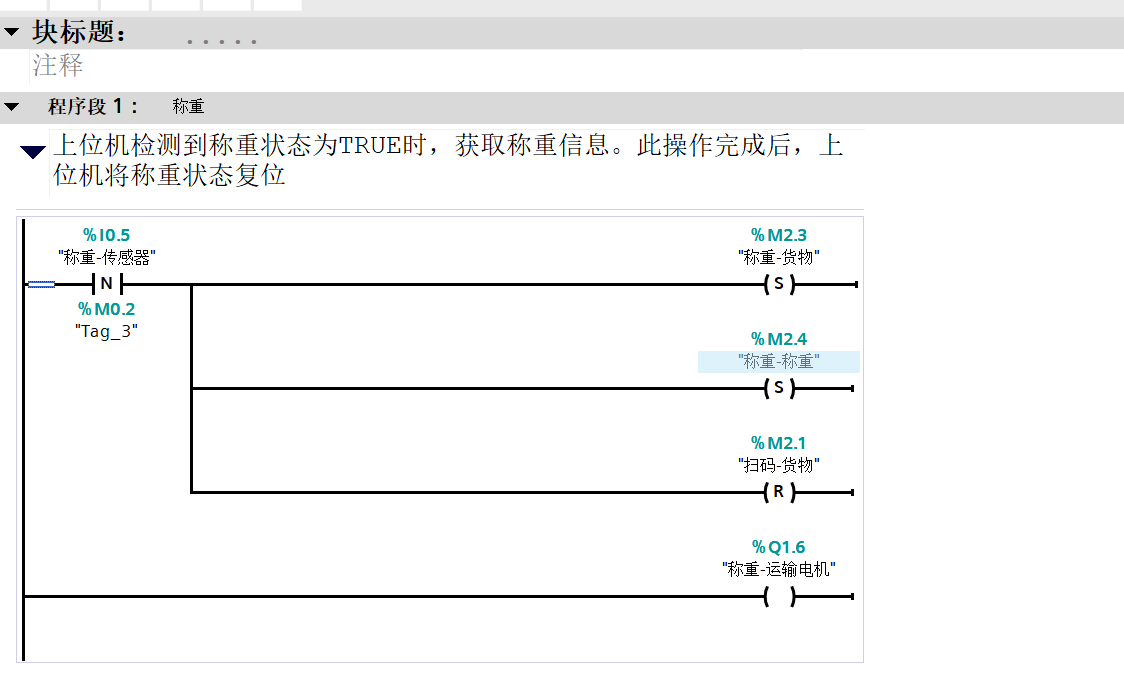 块标题： .....
注释
程序段 1： 称重
上位机检测到称重状态为TRUE时，获取称重信息。此操作完成后，上
位机将称重状态复位
%I0.5
"称重-传感器"
N
%M0.2
"Tag_3"
%M2.3
"称重-货物"
S
%M2.4
"称重-称重"
S
%M2.1
"扫码-货物"
R
%Q1.6
"称重-运输电机"